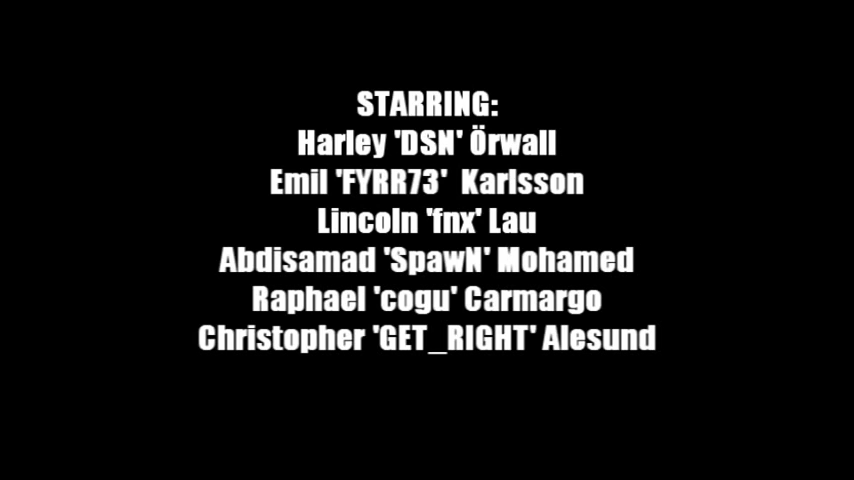 STARRING:
Harley 'DSN' Örwall
Emil 'FYRR73' Karlsson
Lincoln 'fnx' Lau
Abdisamad 'SpawN' Mohamed
Raphael 'cogu' Carmargo
Christopher 'GET_RIGHT' Alesund